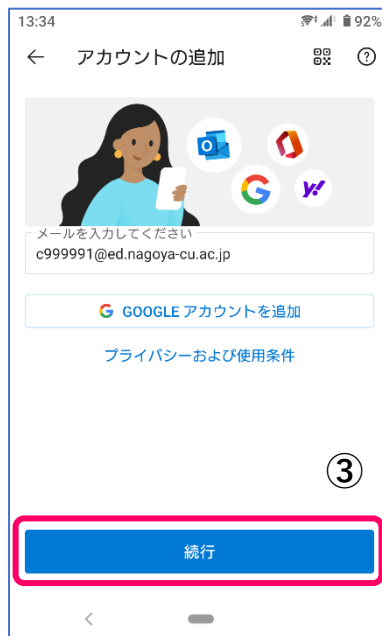 13:34 92%
アカウントの追加
メールを入力してください
c999991@ed.nagoya-cu.ac.jp
G GOOGLE アカウントを追加
プライバシーおよび使用条件
③
続行